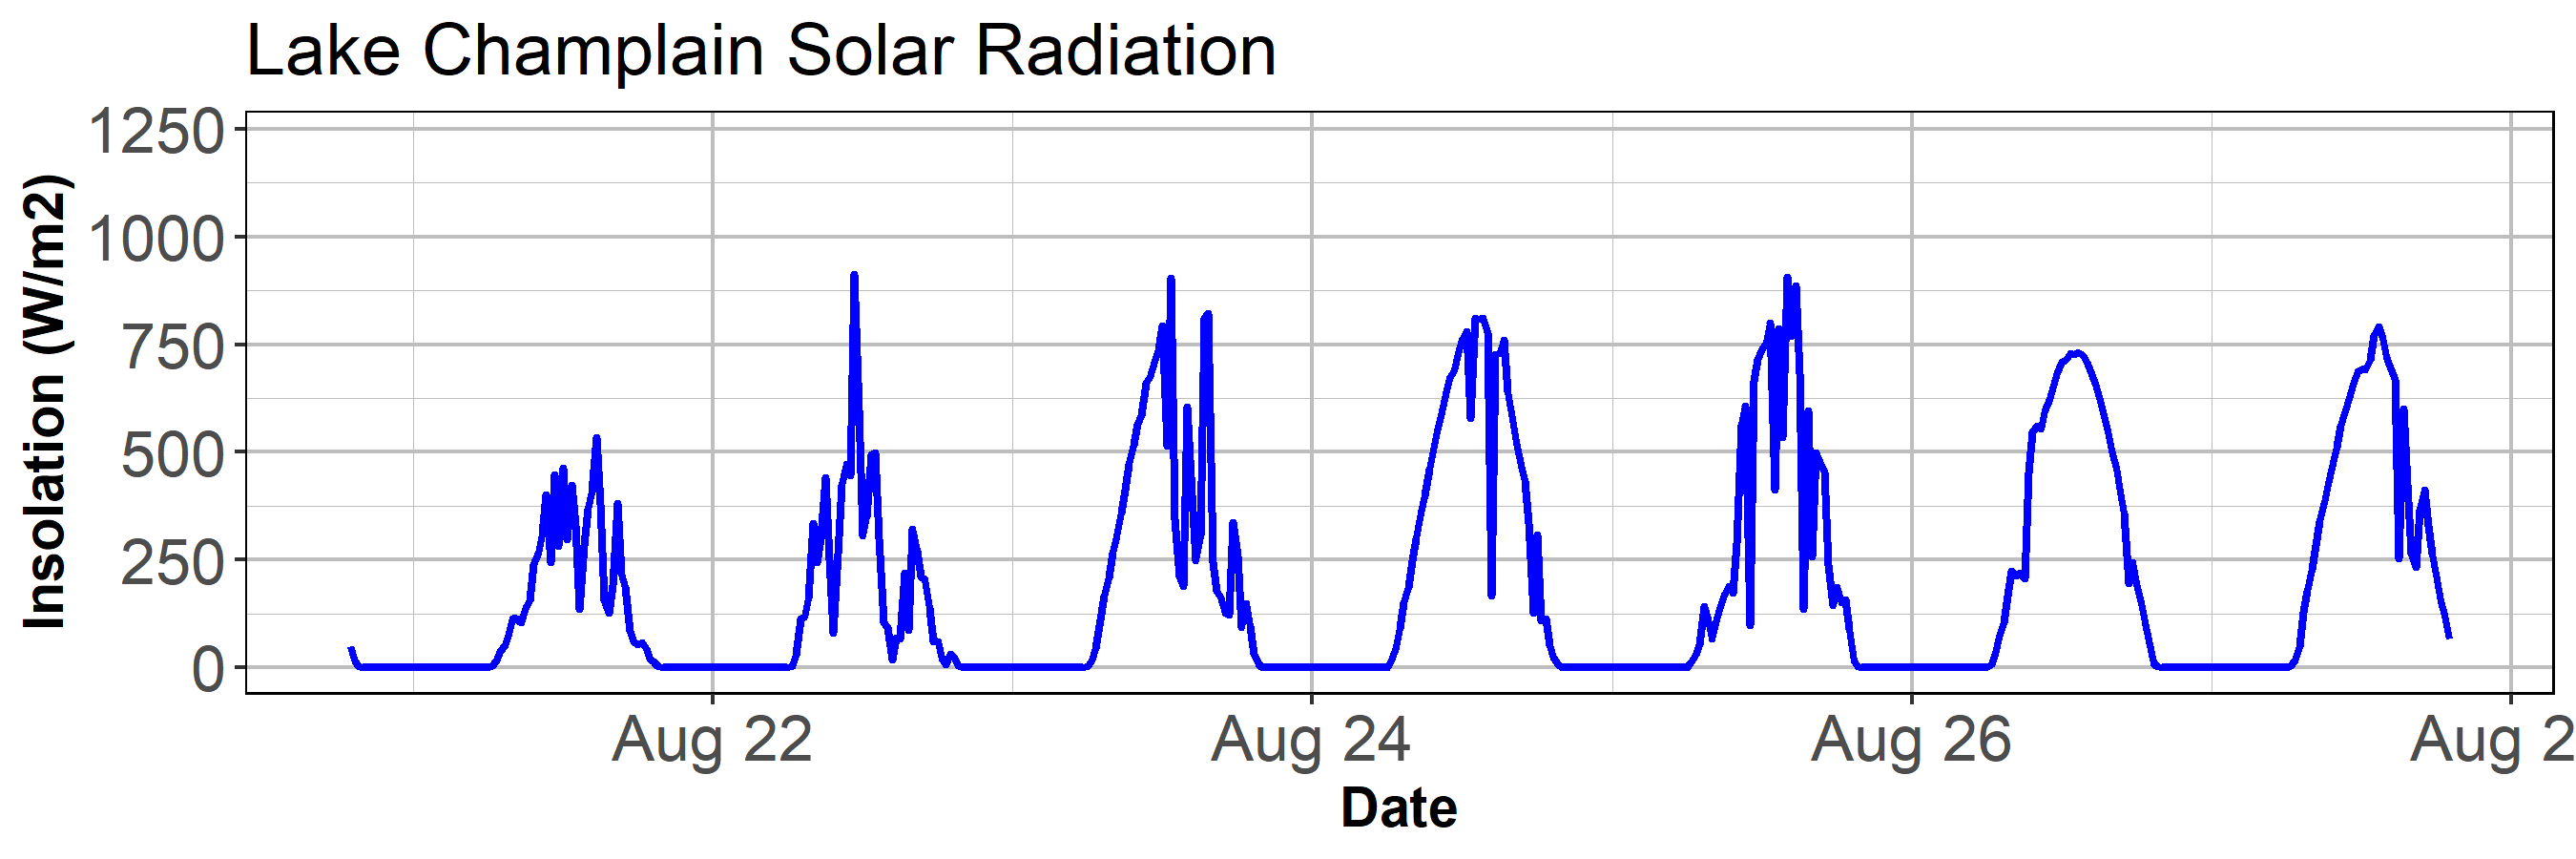 Lake Champlain Solar Radiation
1250
1000
750
500
250
0
Insolation (W/m2)
Aug 22
Aug 24
Aug 26
Aug 2
Date